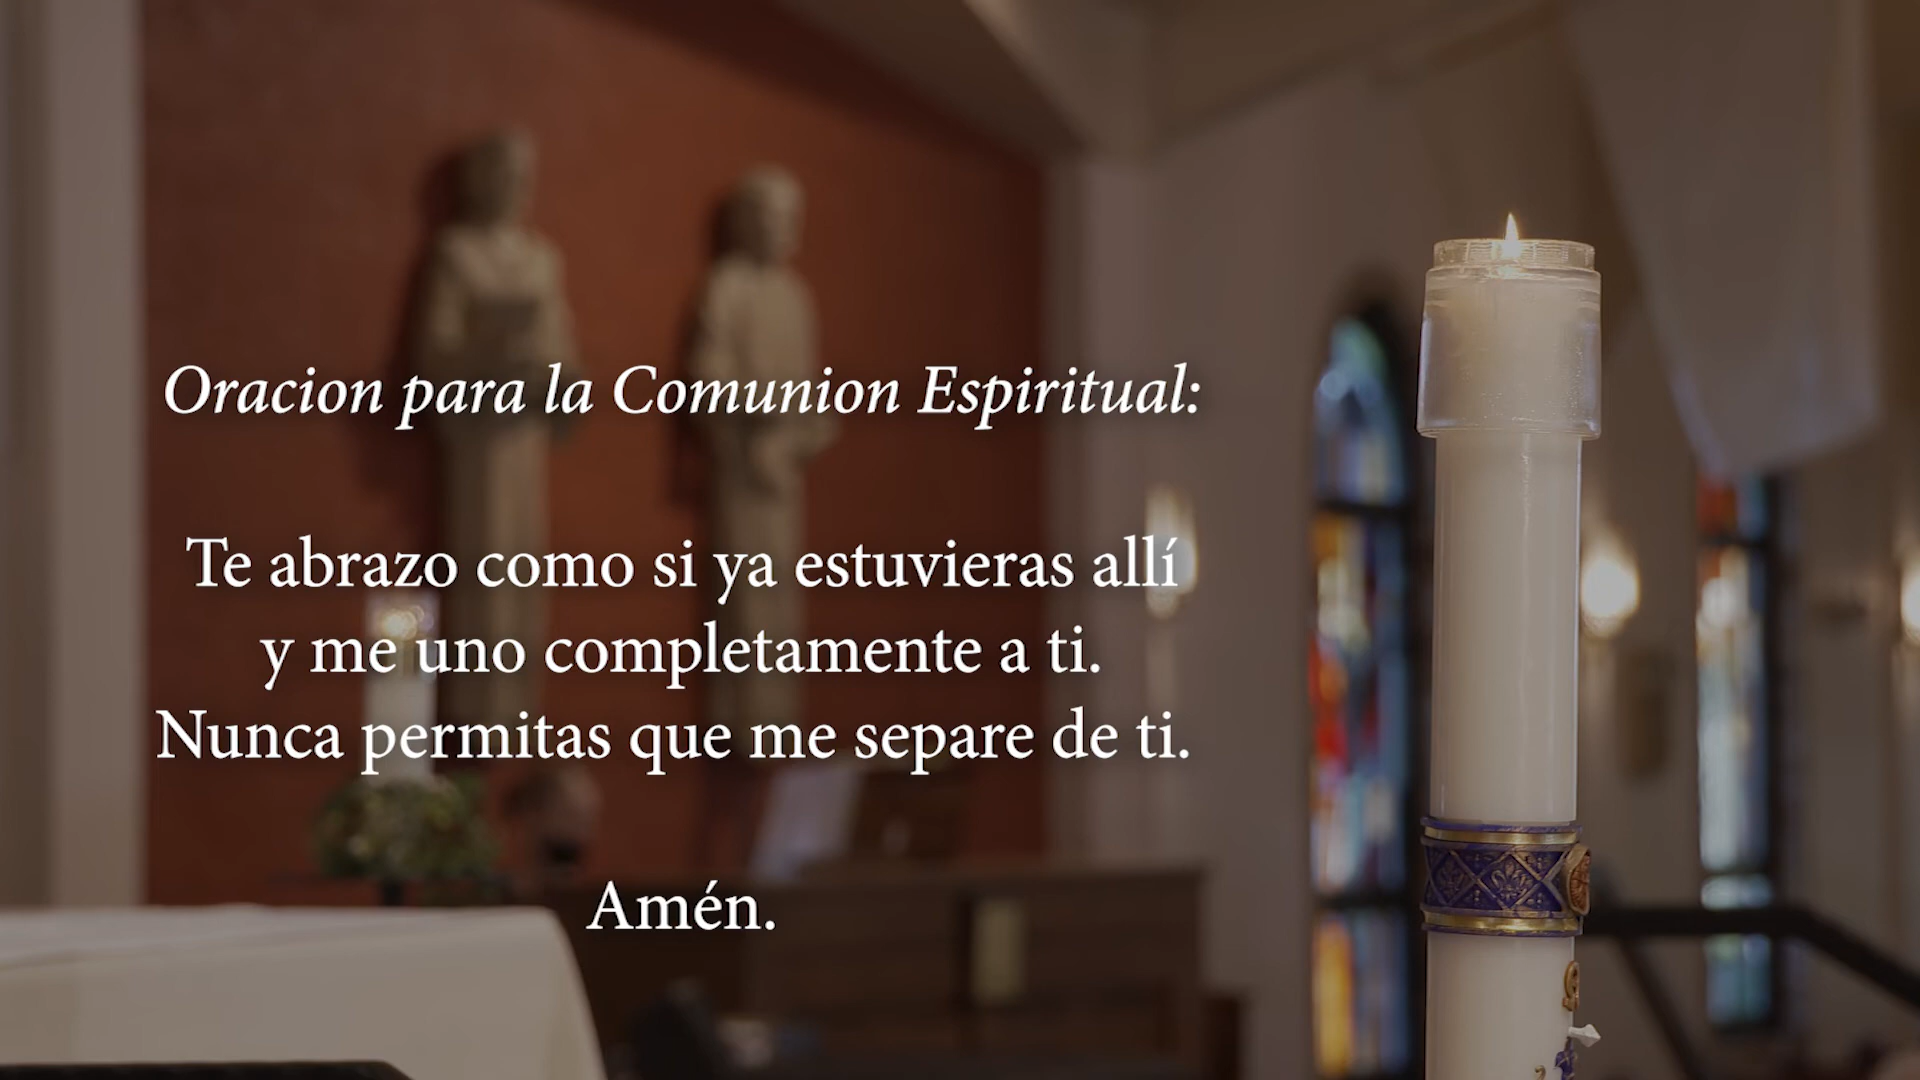 Oracion para la Comunion Espiritual:
Te abrazo como si ya estuvieras allí
y me uno completamente a ti.
Nunca permitas que me separe de ti.
Amén.